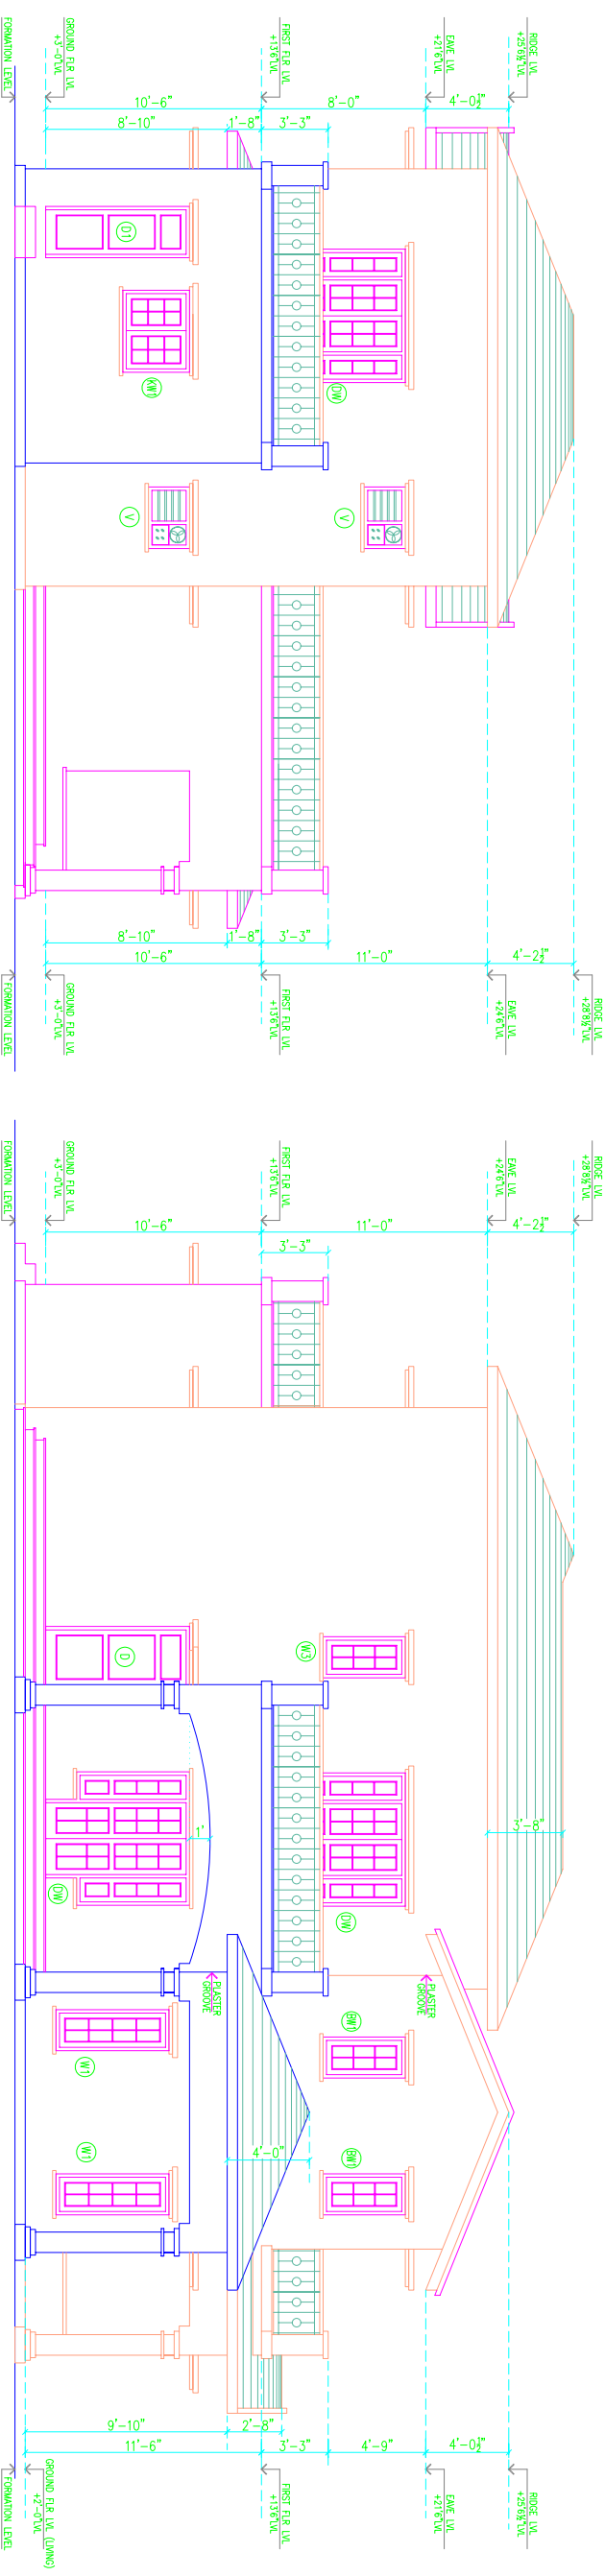 RIDGE LVL
+25'6½"LVL
EAVE LVL
+21'6"LVL
FIRST FLR LVL
+13'6"LVL
GROUND FLR LVL
+3'-0"LVL
FORMATION LEVEL
4'-0½"
8'-0"
10'-6"
3'-3"
1'-8"
8'-10"
D1
KW1
DW
V
V
3'-3"
1'-8"
8'-10"
4'-2½"
11'-0"
10'-6"
RIDGE LVL
+28'8½"LVL
EAVE LVL
+24'6"LVL
FIRST FLR LVL
+13'6"LVL
GROUND FLR LVL
+3'-0"LVL
FORMATION LEVEL
RIDGE LVL
+28'8½"LVL
EAVE LVL
+24'6"LVL
FIRST FLR LVL
+13'6"LVL
GROUND FLR LVL
+3'-0"LVL
FORMATION LEVEL
4'-2½"
11'-0"
10'-6"
3'-3"
W3
D
3'-8"
1'
DW
DW
PLASTER
GROOVE
PLASTER
GROOVE
BW1
W1
BW1
W1
4'-0"
2'-8"
9'-10"
4'-0½"
4'-9"
3'-3"
11'-6"
RIDGE LVL
+25'6½"LVL
EAVE LVL
+21'6"LVL
FIRST FLR LVL
+13'6"LVL
GROUND FLR LVL (LIVING)
+2'-0"LVL
FORMATION LEVEL